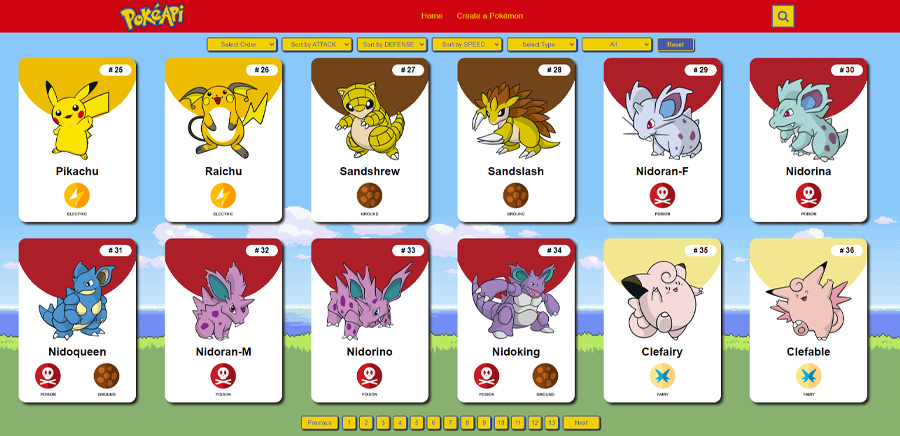 PokéApi
Home Create a Pokémon
Select Order Sort by ATTACK Sort by DEFENSE Sort by SPEED Select Type All Reset
# 25 # 26 # 27 # 28 # 29 # 30
Pikachu Raichu Sandshrew Sandslash Nidoran-F Nidorina
ELECTRIC ELECTRIC GROUND GROUND POISON POISON
# 31 # 32 # 33 # 34 # 35 # 36
Nidoqueen Nidoran-M Nidorino Nidoking Clefairy Clefable
POISON GROUND POISON POISON POISON GROUND FAIRY FAIRY
Previous 1 2 3 4 5 6 7 8 9 10 11 12 13 Next